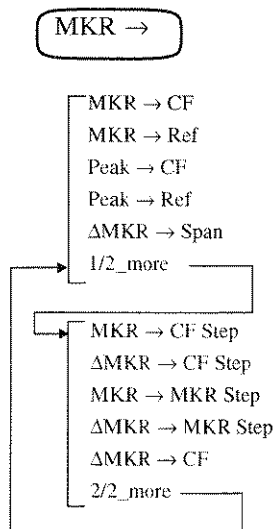 MKR →
MKR → CF
MKR → Ref
Peak → CF
Peak → Ref
ΔMKR → Span
1/2_more
MKR → CF Step
ΔMKR → CF Step
MKR → MKR Step
ΔMKR → MKR Step
ΔMKR → CF
2/2_more